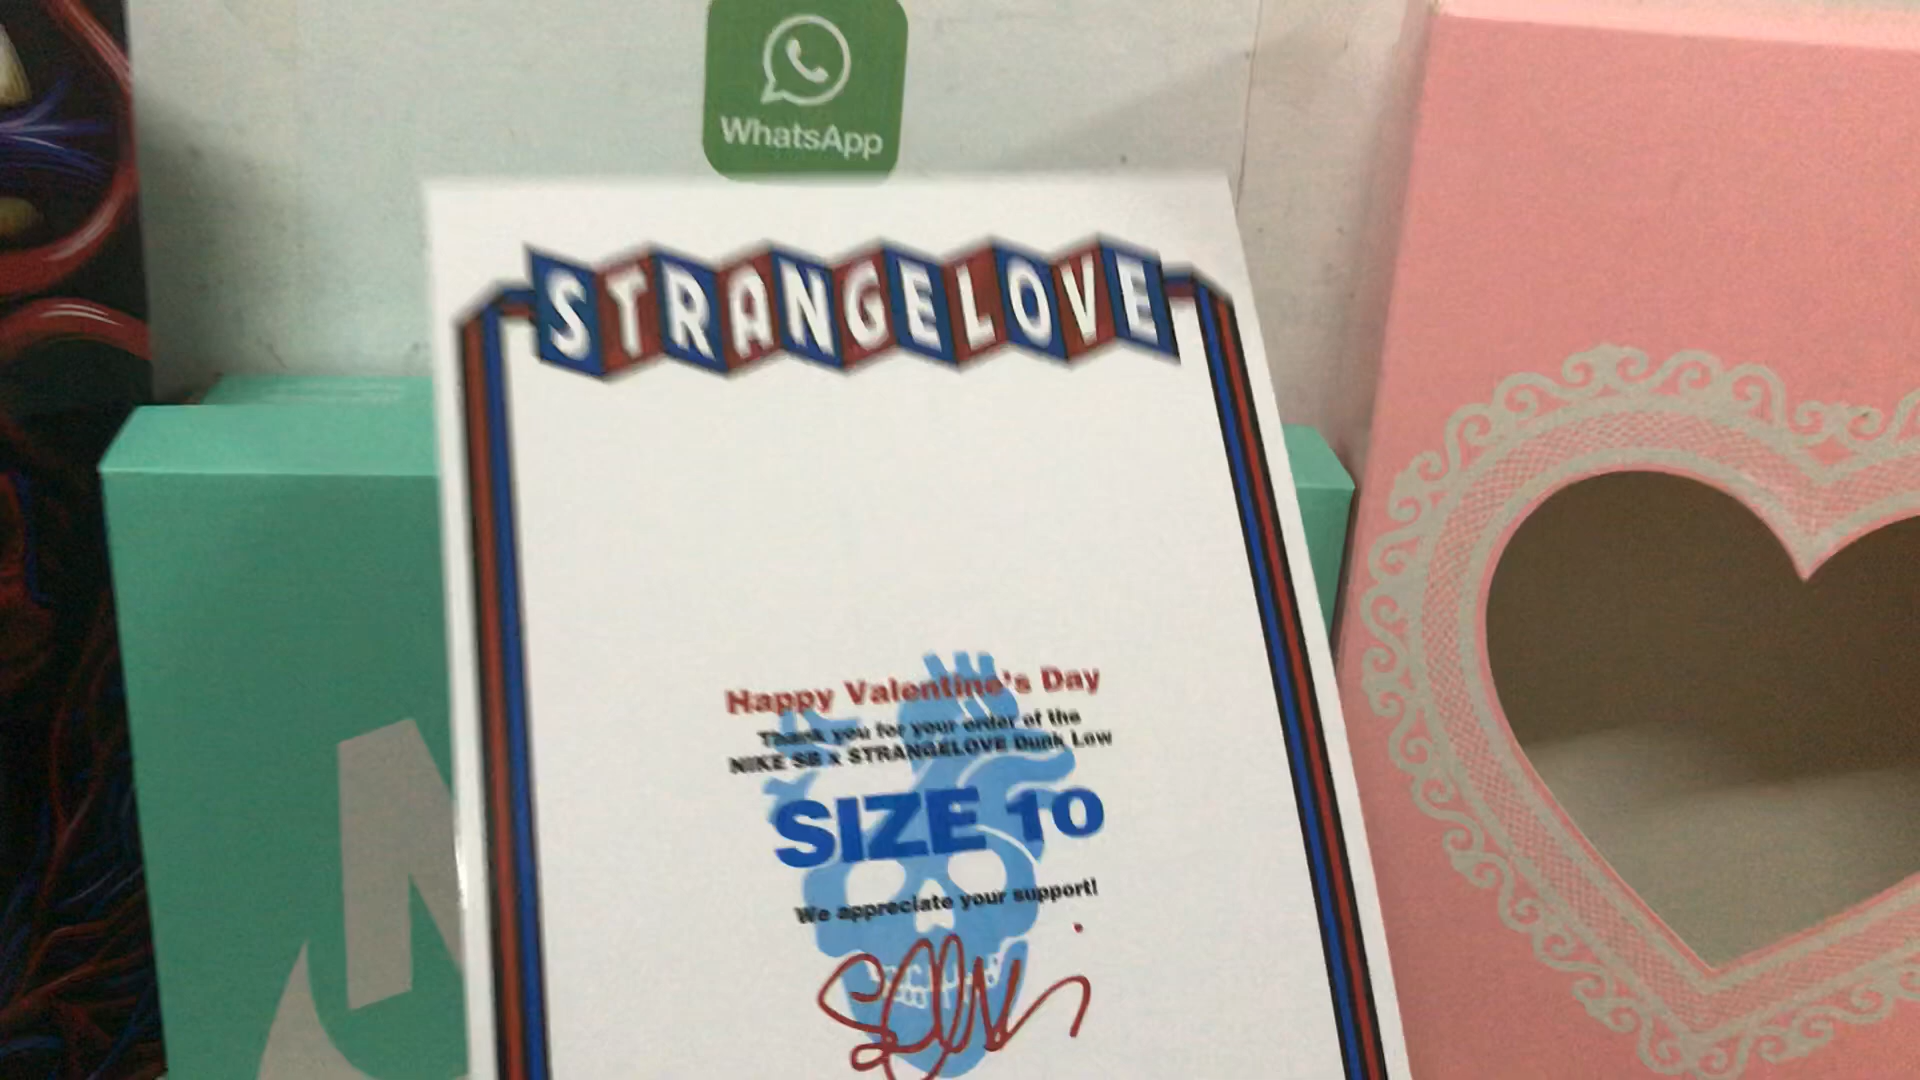 WhatsApp
STRANGELOVE
Happy Valentine's Day
Thank you for your order of the
NIKE SB x STRANGELOVE Dunk Low
SIZE 10
We appreciate your support!